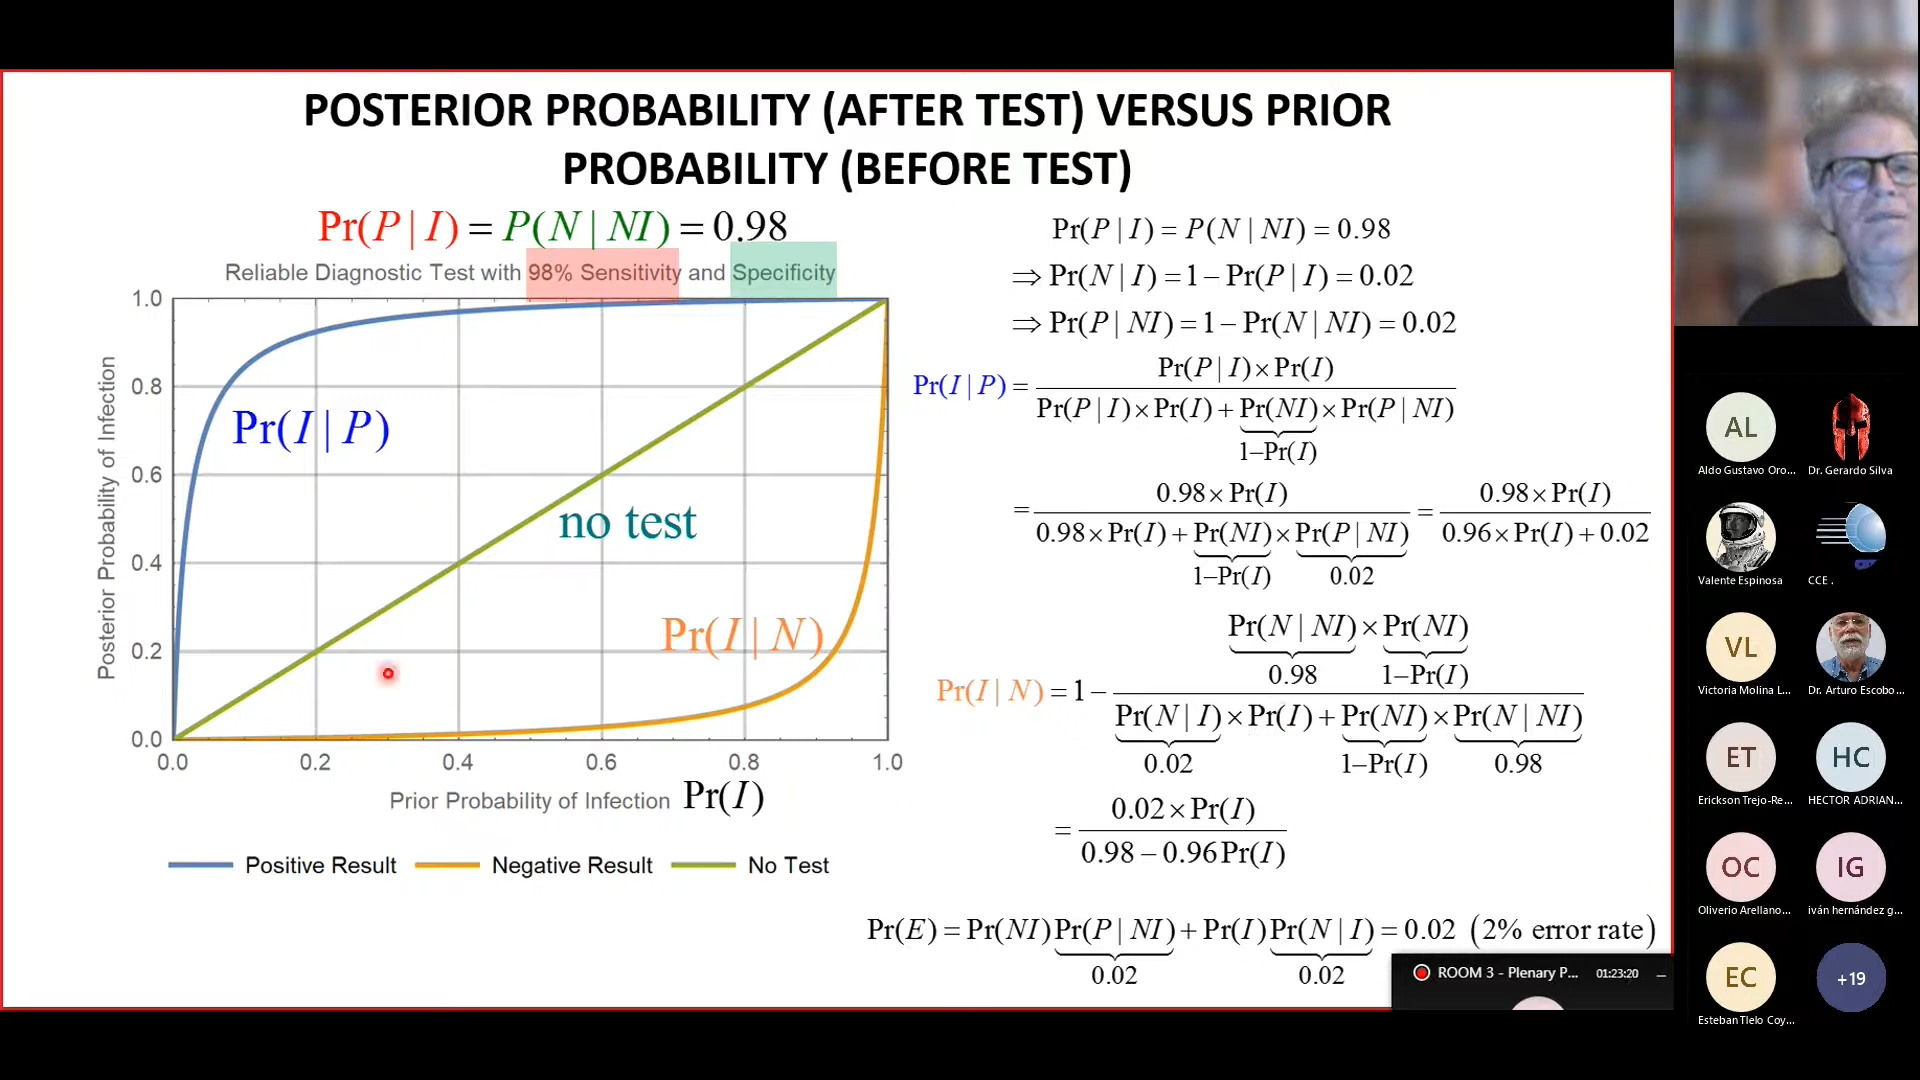 POSTERIOR PROBABILITY (AFTER TEST) VERSUS PRIOR
PROBABILITY (BEFORE TEST)
Pr(P | I) = P(N | NI) = 0.98
Reliable Diagnostic Test with 98% Sensitivity and Specificity
1.0
0.8
0.6
0.4
0.2
0.0
Posterior Probability of Infection
Pr(I | P)
no test
Pr(I | N)
0.0 0.2 0.4 0.6 0.8 1.0
Prior Probability of Infection Pr(I)
Positive Result Negative Result No Test
Pr(P | I) = P(N | NI) = 0.98
⇒ Pr(N | I) = 1 − Pr(P | I) = 0.02
⇒ Pr(P | NI) = 1 − Pr(N | NI) = 0.02
Pr(P | I) × Pr(I)
Pr(I | P) =
Pr(P | I) × Pr(I) + Pr(NI) × Pr(P | NI)
1−Pr(I)
0.98 × Pr(I) 0.98 × Pr(I)
= =
0.98 × Pr(I) + Pr(NI) × Pr(P | NI) 0.96 × Pr(I) + 0.02
1−Pr(I) 0.02
Pr(N | NI) × Pr(NI)
0.98 1−Pr(I)
Pr(I | N) = 1 −
Pr(N | I) × Pr(I) + Pr(NI) × Pr(N | NI)
0.02 1−Pr(I) 0.98
0.02 × Pr(I)
=
0.98 − 0.96 Pr(I)
Pr(E) = Pr(NI) Pr(P | NI) + Pr(I) Pr(N | I) = 0.02 (2% error rate)
0.02 0.02
ROOM 3 - Plenary P... 01:23:20
AL
Aldo Gustavo Oro... Dr. Gerardo Silva
Valente Espinosa CCE .
VL
Victoria Molina L... Dr. Arturo Escobo...
ET HC
Erickson Trejo-Re... HECTOR ADRIAN...
OC IG
Oliverio Arellano... iván hernández g...
EC +19
Esteban Tlelo Coy...